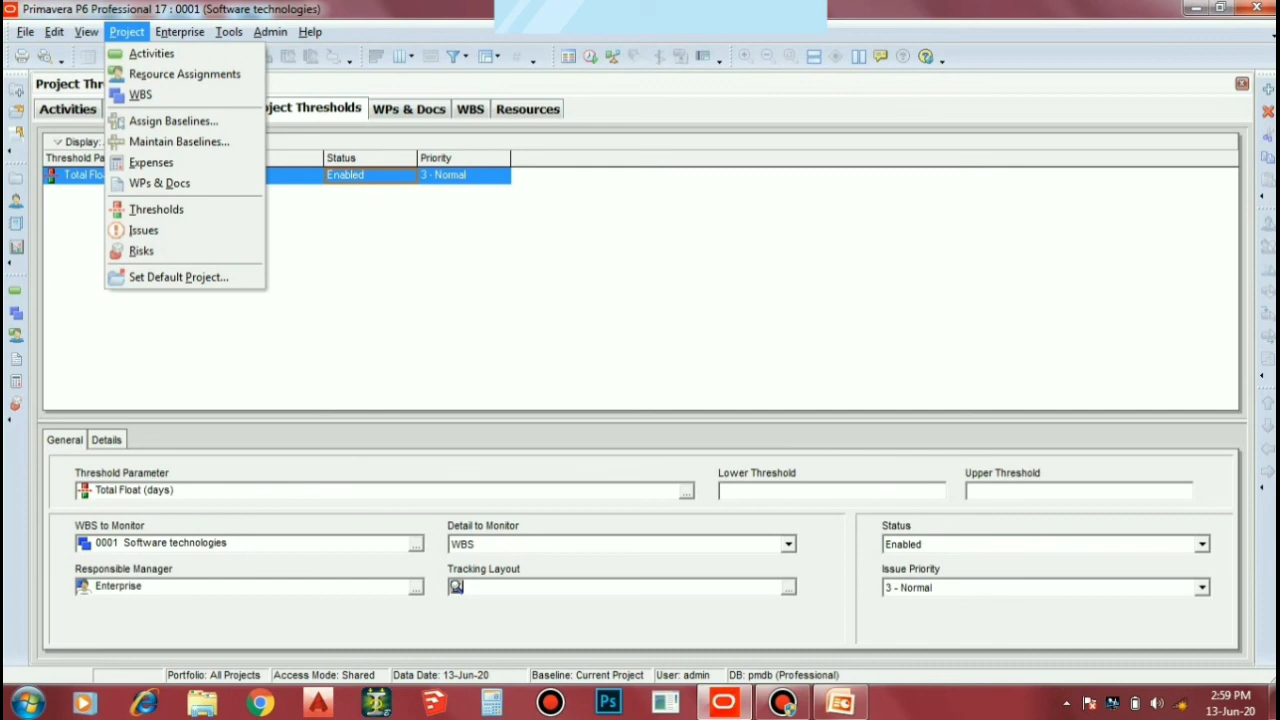 Primavera P6 Professional 17 : 0001 (Software technologies)
File Edit View Project Enterprise Tools Admin Help
Activities
Resource Assignments
WBS
Assign Baselines...
Maintain Baselines...
Expenses
WPs & Docs
Thresholds
Issues
Risks
Set Default Project...
Project Thr
Activities oject Thresholds WPs & Docs WBS Resources
Display:
Threshold Pa Status Priority
Total Flo Enabled 3 - Normal
General Details
Threshold Parameter Lower Threshold Upper Threshold
Total Float (days) ...
WBS to Monitor Detail to Monitor Status
0001 Software technologies ... WBS Enabled
Responsible Manager Tracking Layout Issue Priority
Enterprise ... ... 3 - Normal
Portfolio: All Projects Access Mode: Shared Data Date: 13-Jun-20 Baseline: Current Project User: admin DB: pmdb (Professional)
Ps
2:59 PM
13-Jun-20